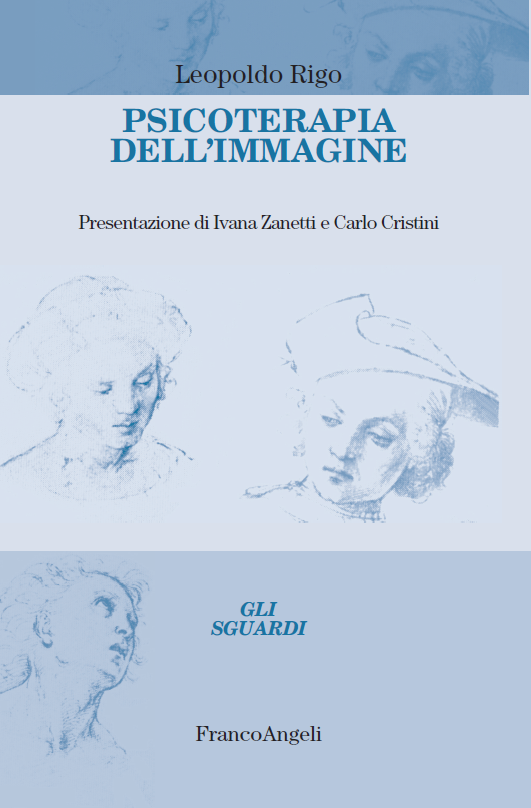 Leopoldo Rigo
PSICOTERAPIA
DELL’IMMAGINE
Presentazione di Ivana Zanetti e Carlo Cristini
GLI
SGUARDI
FrancoAngeli